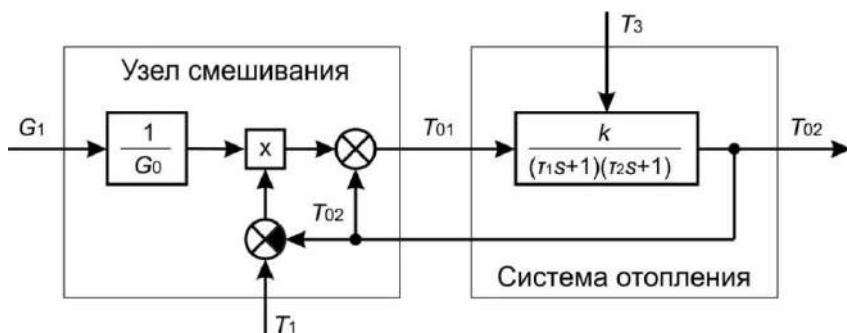 T3
Узел смешивания
G1
1
G0
x
T01
k
(τ1s+1)(τ2s+1)
T02
T02
Система отопления
T1